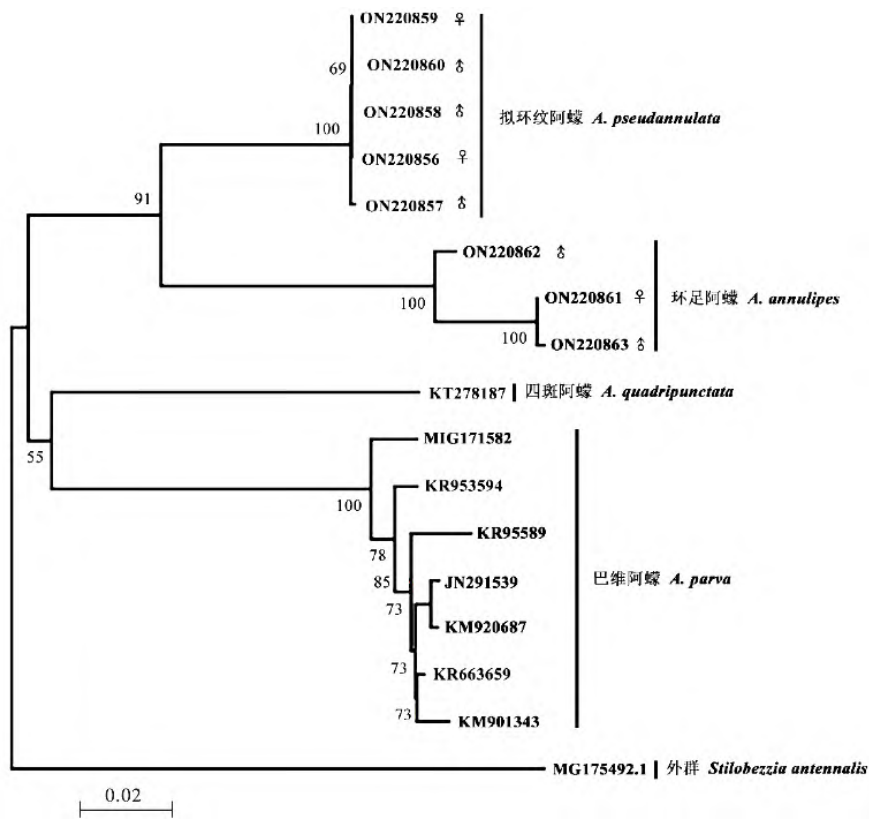 ON220859 ♀
69
ON220860 ♂
ON220858 ♂
拟环纹阿蠓 A. pseudannulata
100
ON220856 ♀
91
ON220857 ♂
ON220862 ♂
ON220861 ♀
环足阿蠓 A. annulipes
100
100
ON220863 ♂
KT278187
四斑阿蠓 A. quadripunctata
MIG171582
55
KR953594
100
KR95589
78
85
JN291539
巴维阿蠓 A. parva
73
KM920687
73
KR663659
73
KM901343
MG175492.1
外群 Stilobezzia antennalis
0.02